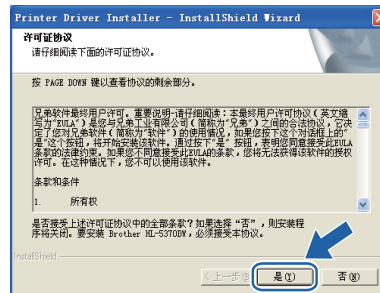 Printer Driver Installer - InstallShield Wizard
许可证协议
请仔细阅读下面的许可证协议。
按 PAGE DOWN 键以查看协议的剩余部分。
兄弟软件最终用户许可。重要说明-请仔细阅读：本最终用户许可协议(英文缩
写为"EULA")是您与兄弟工业有限公司(简称为"兄弟")之间的合法协议，它决
定了您对兄弟软件(简称为"软件")的使用情况，如果您按下这个对话框上的"
是"这个按钮，将开始安装该软件。通过按下"是"按钮，表明您同意接受此EULA
条款的法律约束。如果您不同意接受此EULA的条款，您将无法获得该软件的授权
许可。在这种情况下，您不可以使用该软件。
条款和条件
1. 所有权
是否接受上述许可证协议中的全部条款？如果选择“否”，则安装程
序将关闭。要安装 Brother HL-5370DW，必须接受本协议。
InstallShield
< 上一步(B)
是(Y)
否(N)